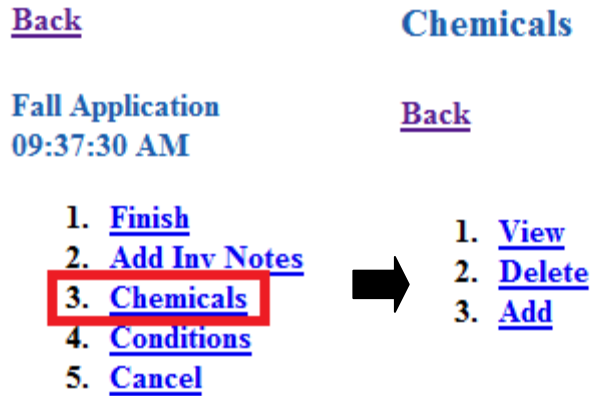 Back
Fall Application
09:37:30 AM
1. Finish
2. Add Inv Notes
3. Chemicals
4. Conditions
5. Cancel
Chemicals
Back
1. View
2. Delete
3. Add